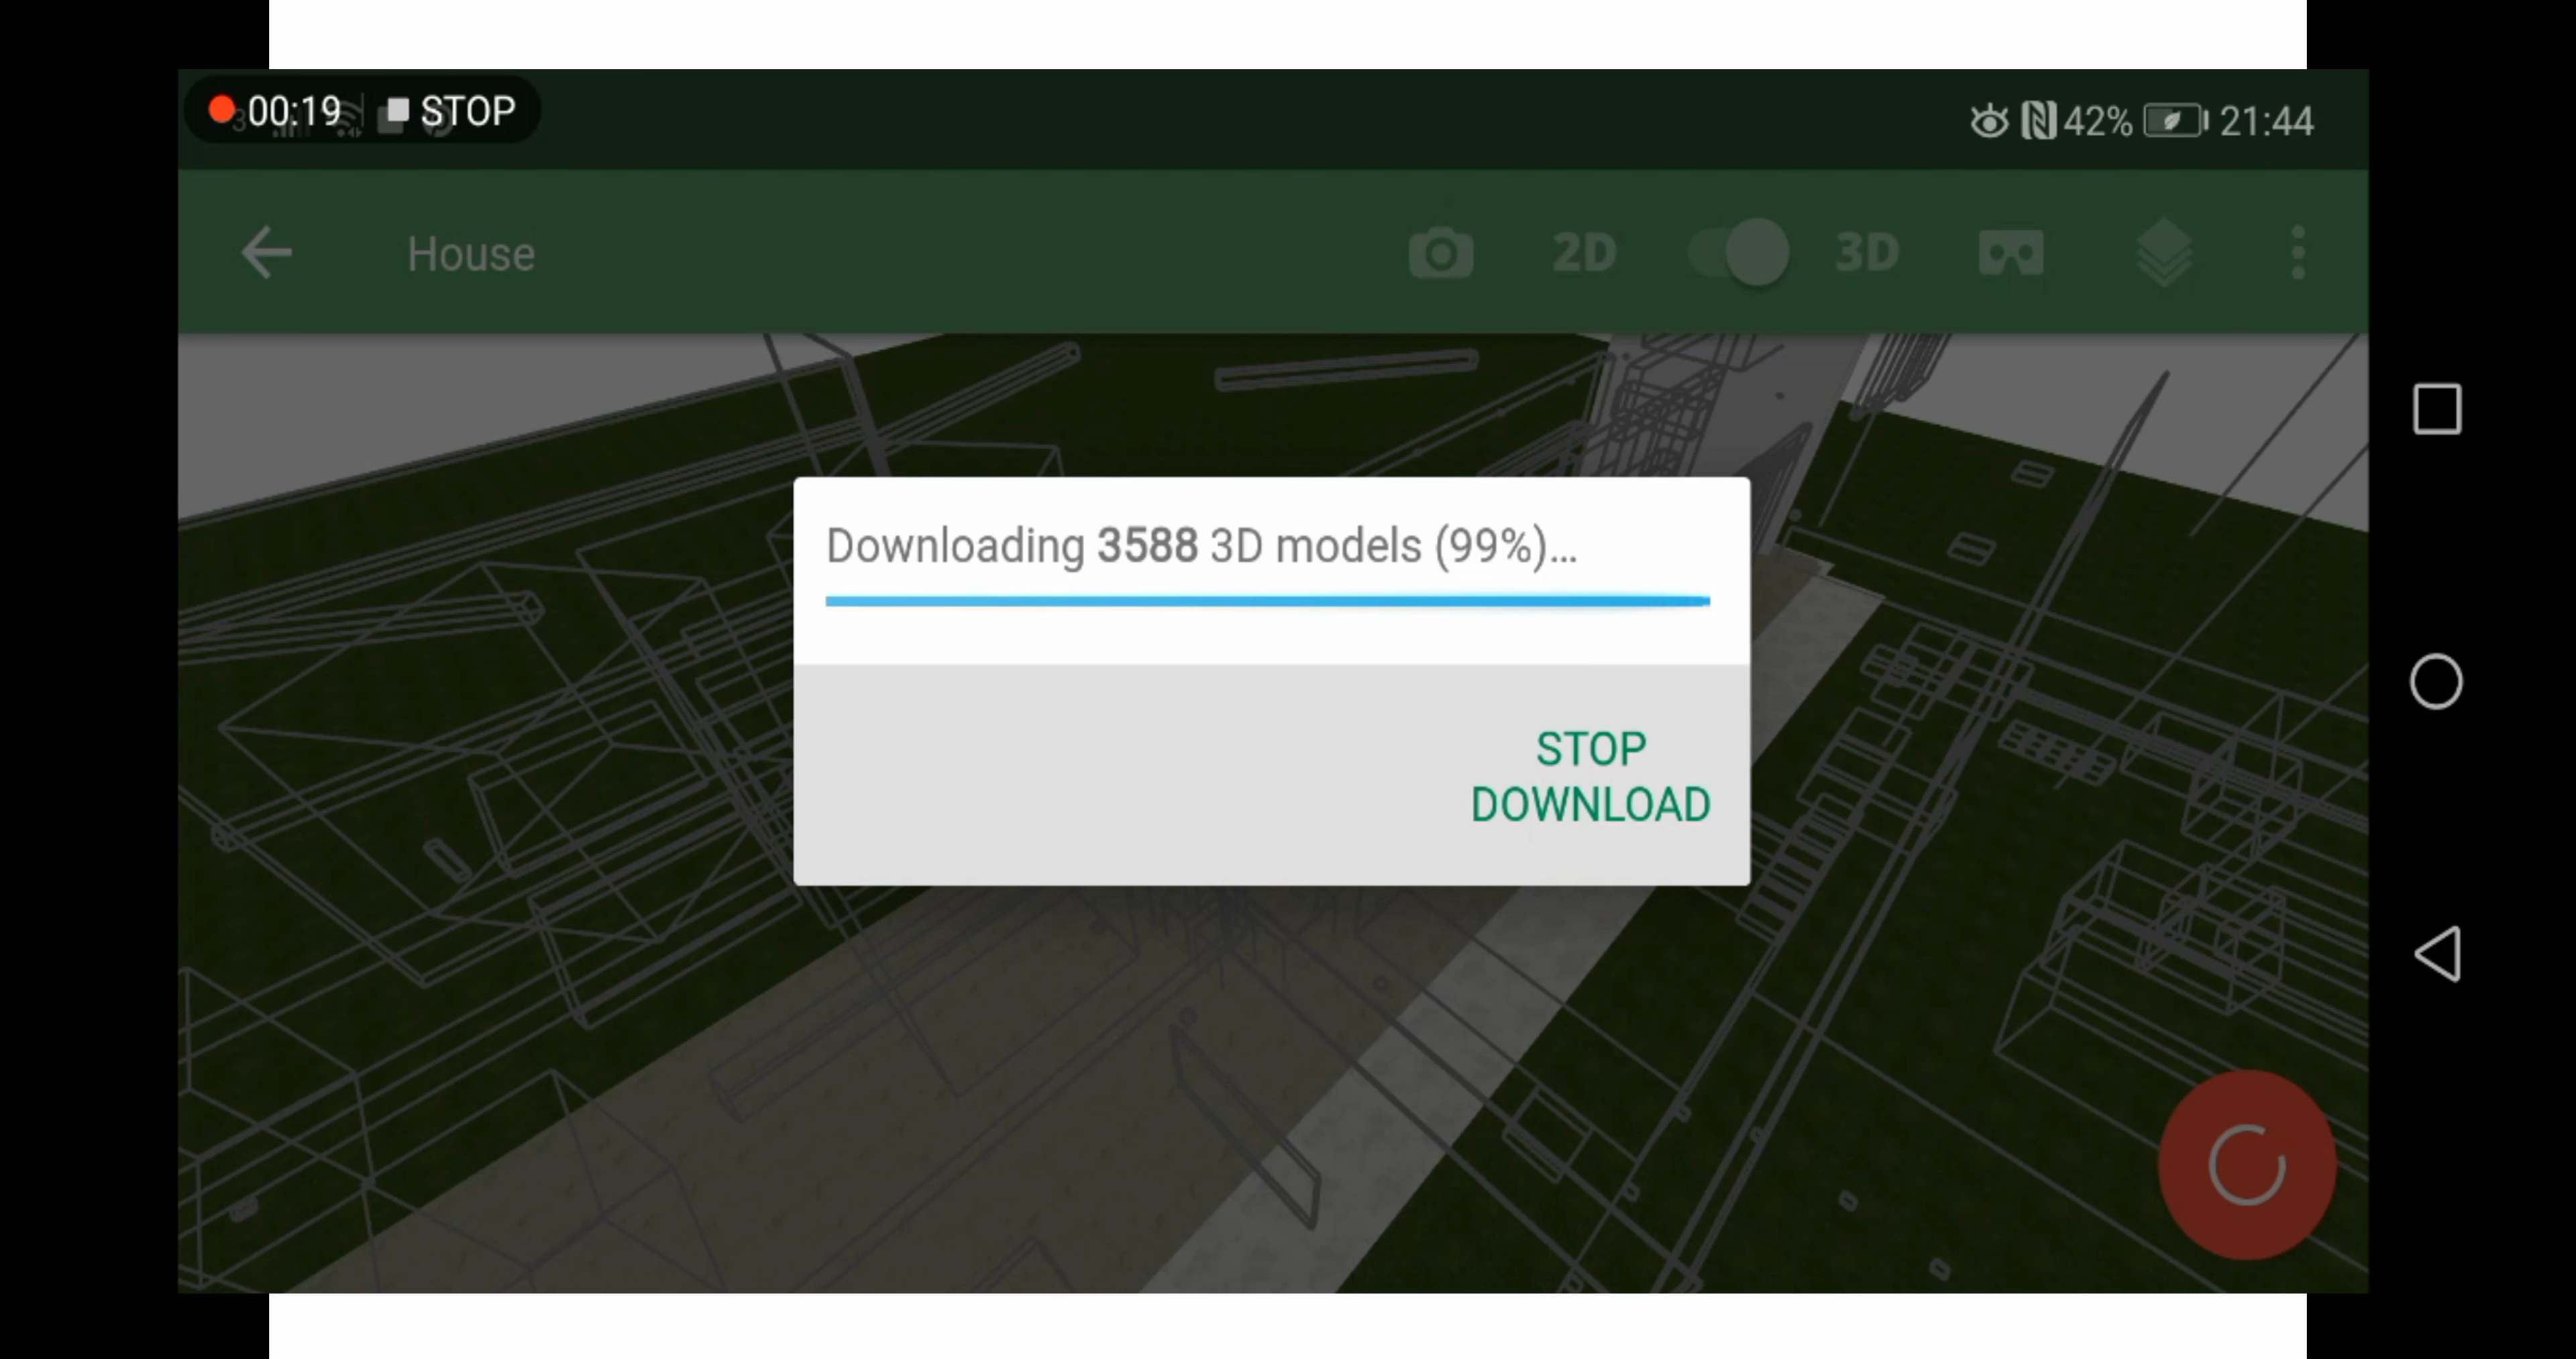 00:19 STOP
42% 21:44
House
2D 3D
Downloading 3588 3D models (99%)...
STOP
DOWNLOAD